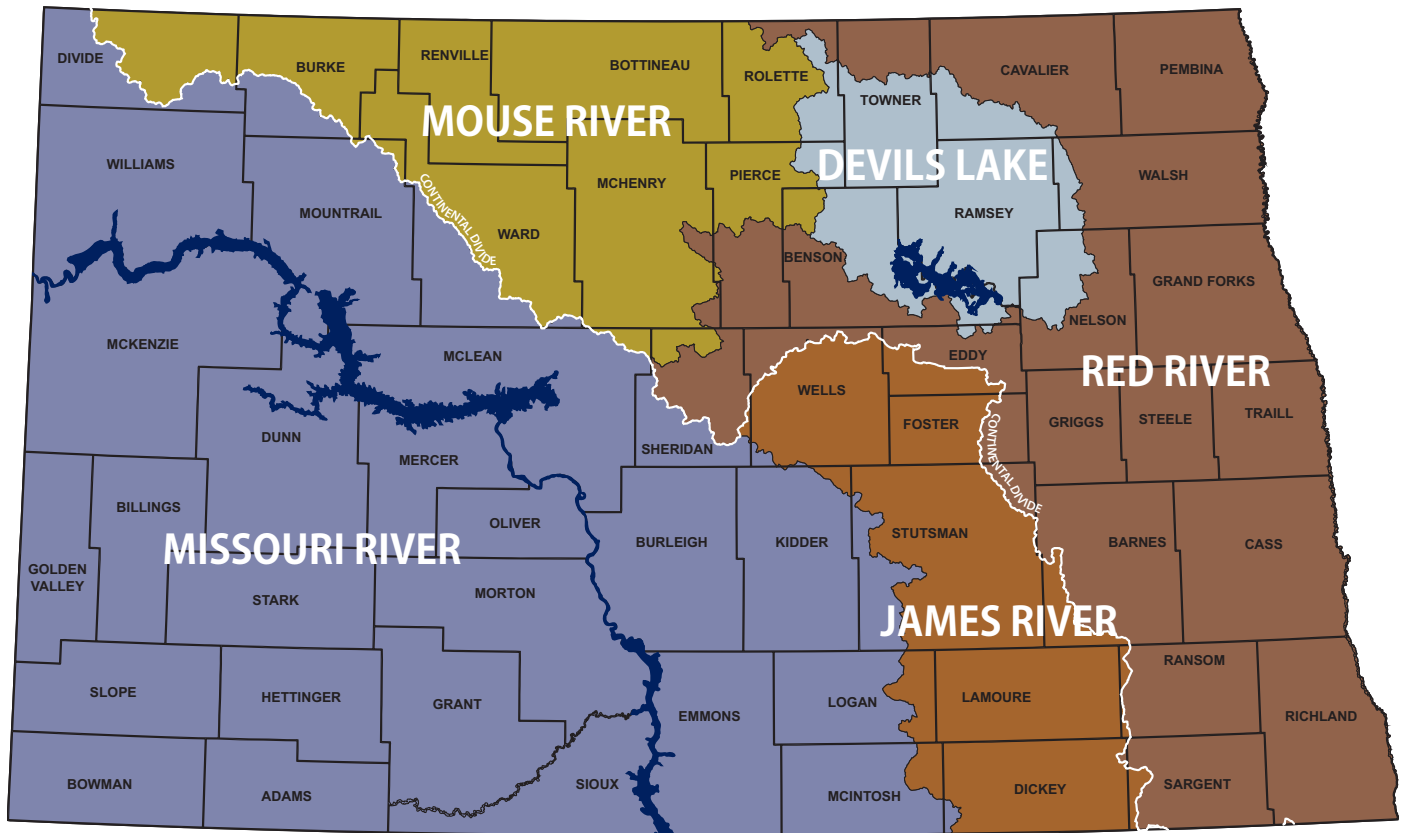 DIVIDE
BURKE
RENVILLE
BOTTINEAU
ROLETTE
TOWNER
CAVALIER
PEMBINA
MOUSE RIVER
DEVILS LAKE
WILLIAMS
MOUNTRAIL
CONTINENTAL DIVIDE
WARD
MCHENRY
PIERCE
RAMSEY
WALSH
BENSON
GRAND FORKS
NELSON
MCKENZIE
MCLEAN
EDDY
RED RIVER
WELLS
FOSTER
CONTINENTAL DIVIDE
GRIGGS
STEELE
TRAILL
DUNN
MERCER
SHERIDAN
BILLINGS
OLIVER
BURLEIGH
KIDDER
STUTSMAN
BARNES
CASS
MISSOURI RIVER
GOLDEN
VALLEY
STARK
MORTON
JAMES RIVER
RANSOM
SLOPE
HETTINGER
GRANT
EMMONS
LOGAN
LAMOURE
RICHLAND
BOWMAN
ADAMS
SIOUX
MCINTOSH
DICKEY
SARGENT